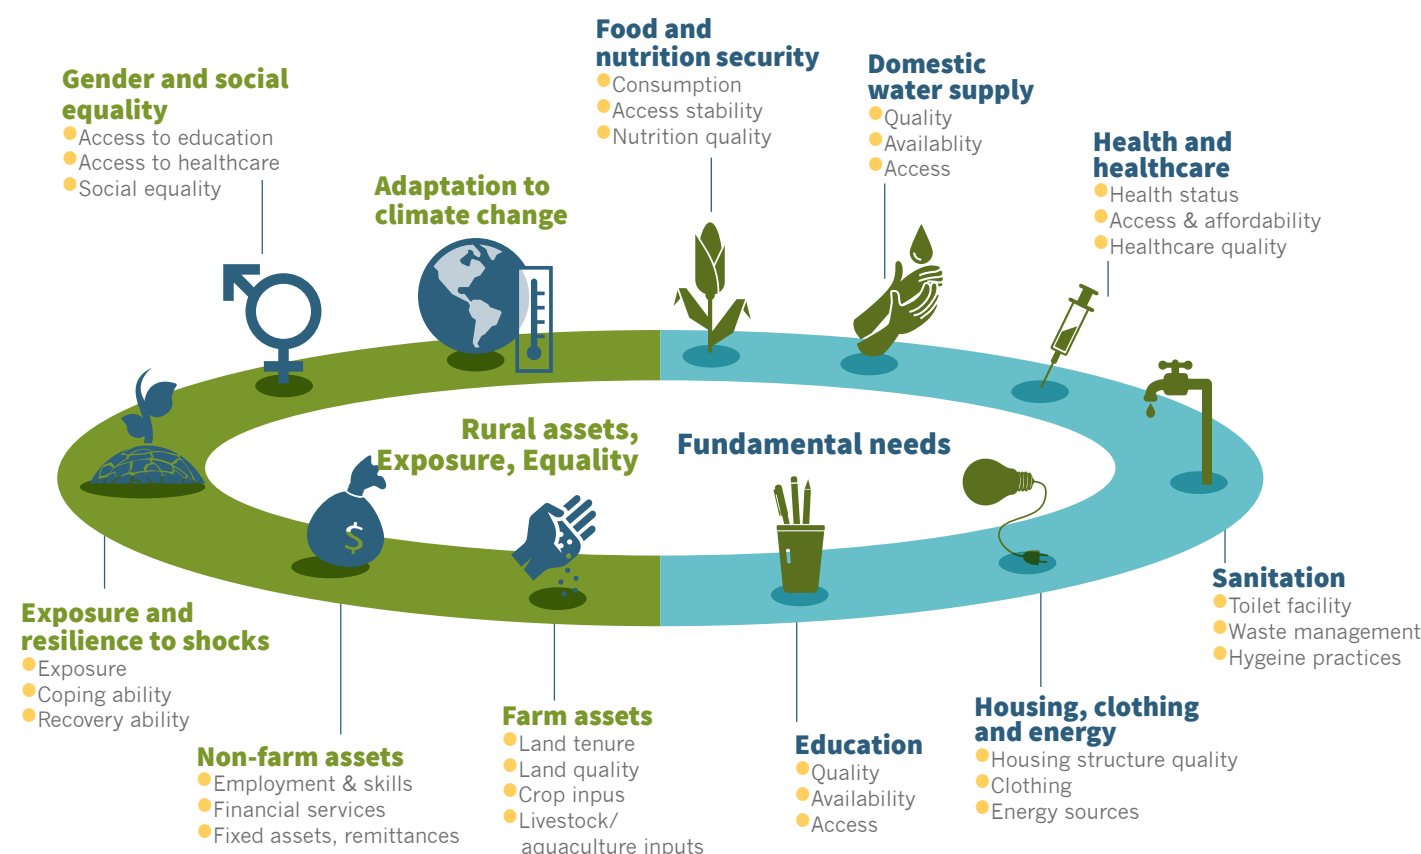 Food and
nutrition security
Consumption
Access stability
Nutrition quality
Domestic
water supply
Quality
Availablity
Access
Gender and social
equality
Access to education
Access to healthcare
Social equality
Health and
healthcare
Health status
Access & affordability
Healthcare quality
Adaptation to
climate change
Rural assets,
Exposure, Equality
Fundamental needs
$
Exposure and
resilience to shocks
Exposure
Coping ability
Recovery ability
Non-farm assets
Employment & skills
Financial services
Fixed assets, remittances
Farm assets
Land tenure
Land quality
Crop inpus
Livestock/
aquaculture inputs
Education
Quality
Availability
Access
Housing, clothing
and energy
Housing structure quality
Clothing
Energy sources
Sanitation
Toilet facility
Waste management
Hygeine practices